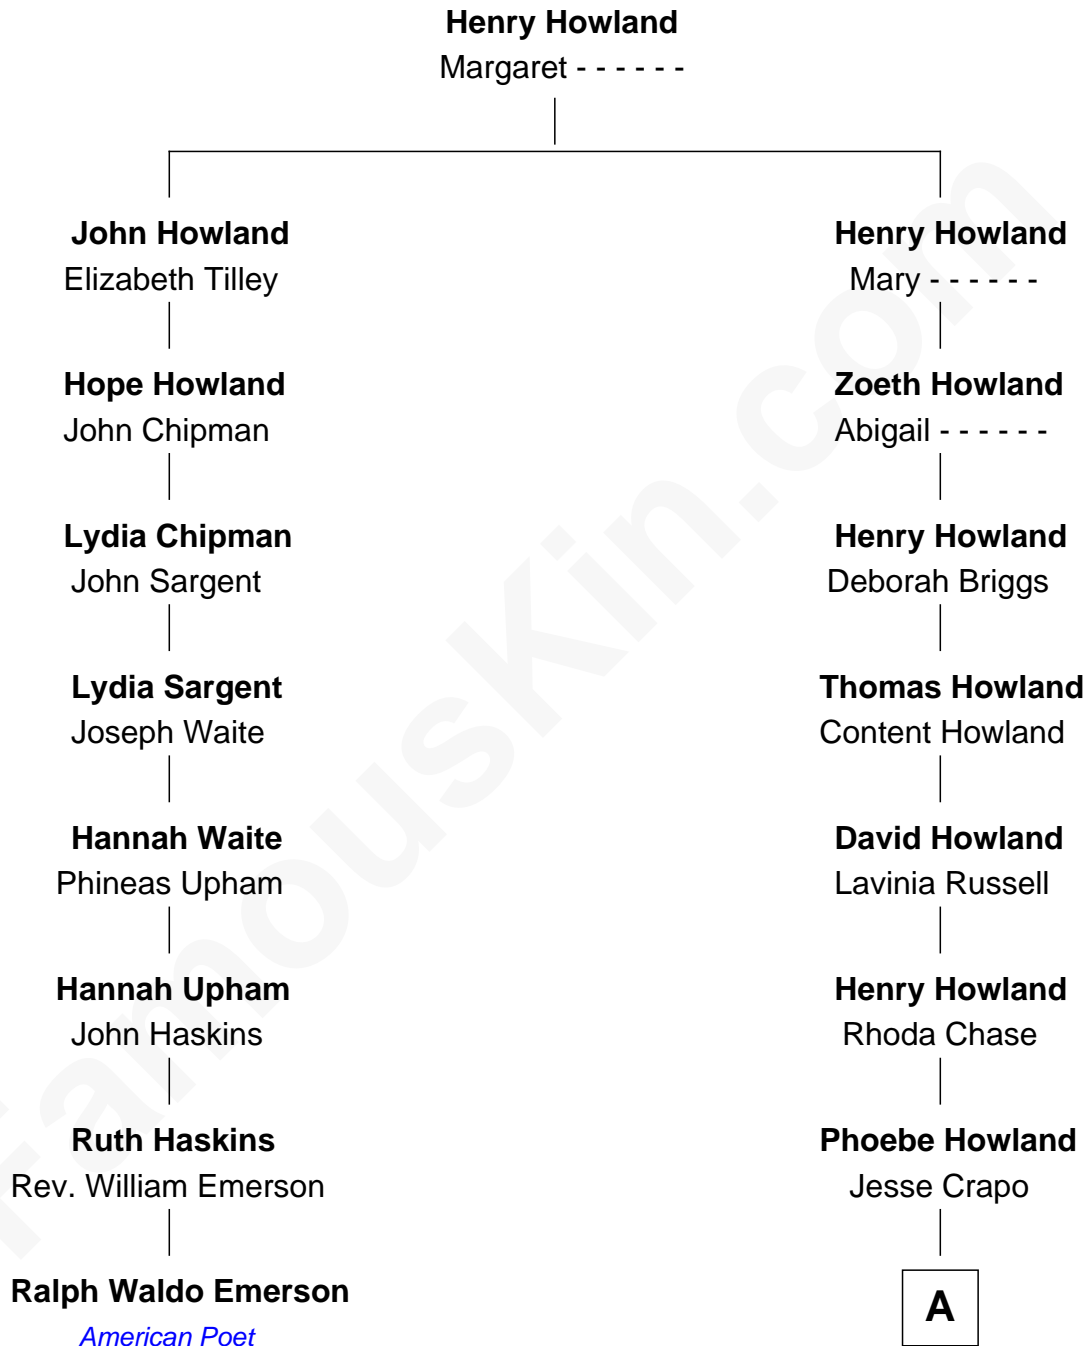 Henry Howland
Margaret - - - - - -
John Howland
Elizabeth Tilley
Henry Howland
Mary - - - - - -
Hope Howland
John Chipman
Zoeth Howland
Abigail - - - - - -
Lydia Chipman
John Sargent
Henry Howland
Deborah Briggs
Lydia Sargent
Joseph Waite
Thomas Howland
Content Howland
Hannah Waite
Phineas Upham
David Howland
Lavinia Russell
Hannah Upham
John Haskins
Henry Howland
Rhoda Chase
Ruth Haskins
Rev. William Emerson
Phoebe Howland
Jesse Crapo
Ralph Waldo Emerson
American Poet
A
FamousKin.com